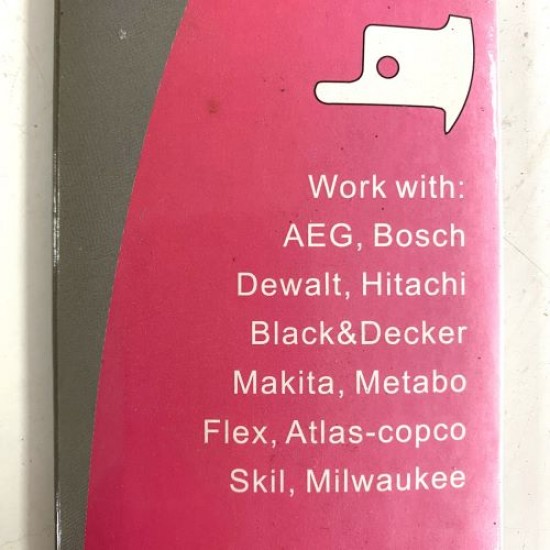 Work with:
AEG, Bosch
Dewalt, Hitachi
Black&Decker
Makita, Metabo
Flex, Atlas-copco
Skil, Milwaukee